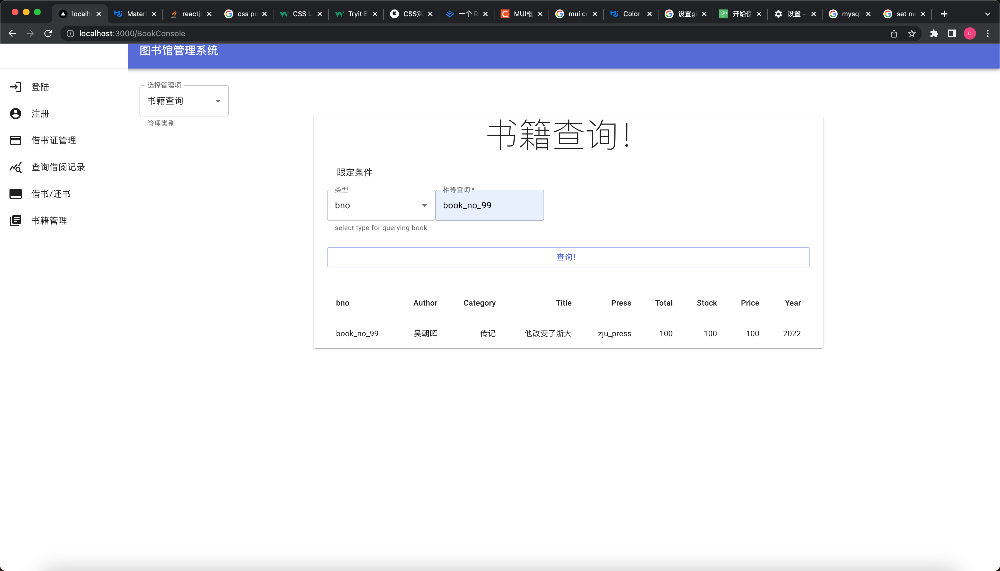 localh
Materi
reactjs
css po
CSS L
Tryit E
CSS深
一个 R
MUI框
mui co
Color
设置gi
开始使
设置 -
mysql
set ne
localhost:3000/BookConsole
C
图书馆管理系统
登陆
注册
借书证管理
查询借阅记录
借书/还书
书籍管理
选择管理项
书籍查询
管理类别
书籍查询!
限定条件
类型
bno
select type for querying book
相等查询 *
book_no_99
查询!
bno Author Category Title Press Total Stock Price Year
book_no_99 吴朝晖 传记 他改变了浙大 zju_press 100 100 100 2022